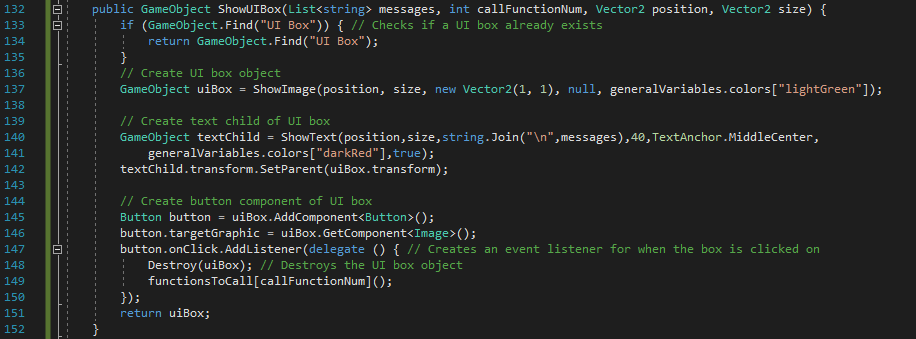 132 public GameObject ShowUIBox(List<string> messages, int callFunctionNum, Vector2 position, Vector2 size) {
133 if (GameObject.Find("UI Box")) { // Checks if a UI box already exists
134 return GameObject.Find("UI Box");
135 }
136 // Create UI box object
137 GameObject uiBox = ShowImage(position, size, new Vector2(1, 1), null, generalVariables.colors["lightGreen"]);
138
139 // Create text child of UI box
140 GameObject textChild = ShowText(position,size,string.Join("\n",messages),40,TextAnchor.MiddleCenter,
141 generalVariables.colors["darkRed"],true);
142 textChild.transform.SetParent(uiBox.transform);
143
144 // Create button component of UI box
145 Button button = uiBox.AddComponent<Button>();
146 button.targetGraphic = uiBox.GetComponent<Image>();
147 button.onClick.AddListener(delegate () { // Creates an event listener for when the box is clicked on
148 Destroy(uiBox); // Destroys the UI box object
149 functionsToCall[callFunctionNum]();
150 });
151 return uiBox;
152 }